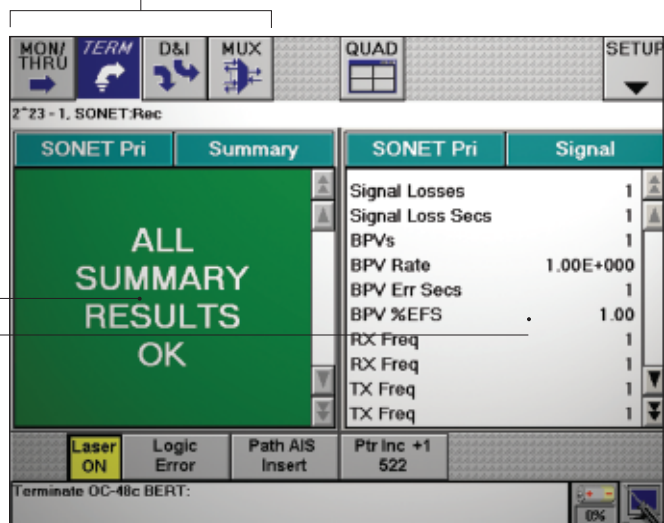 MON/
THRU
TERM
D&I
MUX
QUAD
SETUP
2^23 - 1, SONET:Rec
SONET Pri
Summary
SONET Pri
Signal
ALL
SUMMARY
RESULTS
OK
Signal Losses 1
Signal Loss Secs 1
BPVs 1
BPV Rate 1.00E+000
BPV Err Secs 1
BPV %EFS 1.00
RX Freq 1
RX Freq 1
TX Freq 1
TX Freq 1
Laser
ON
Logic
Error
Path AIS
Insert
Ptr Inc +1
522
Terminate OC-48c BERT:
0%